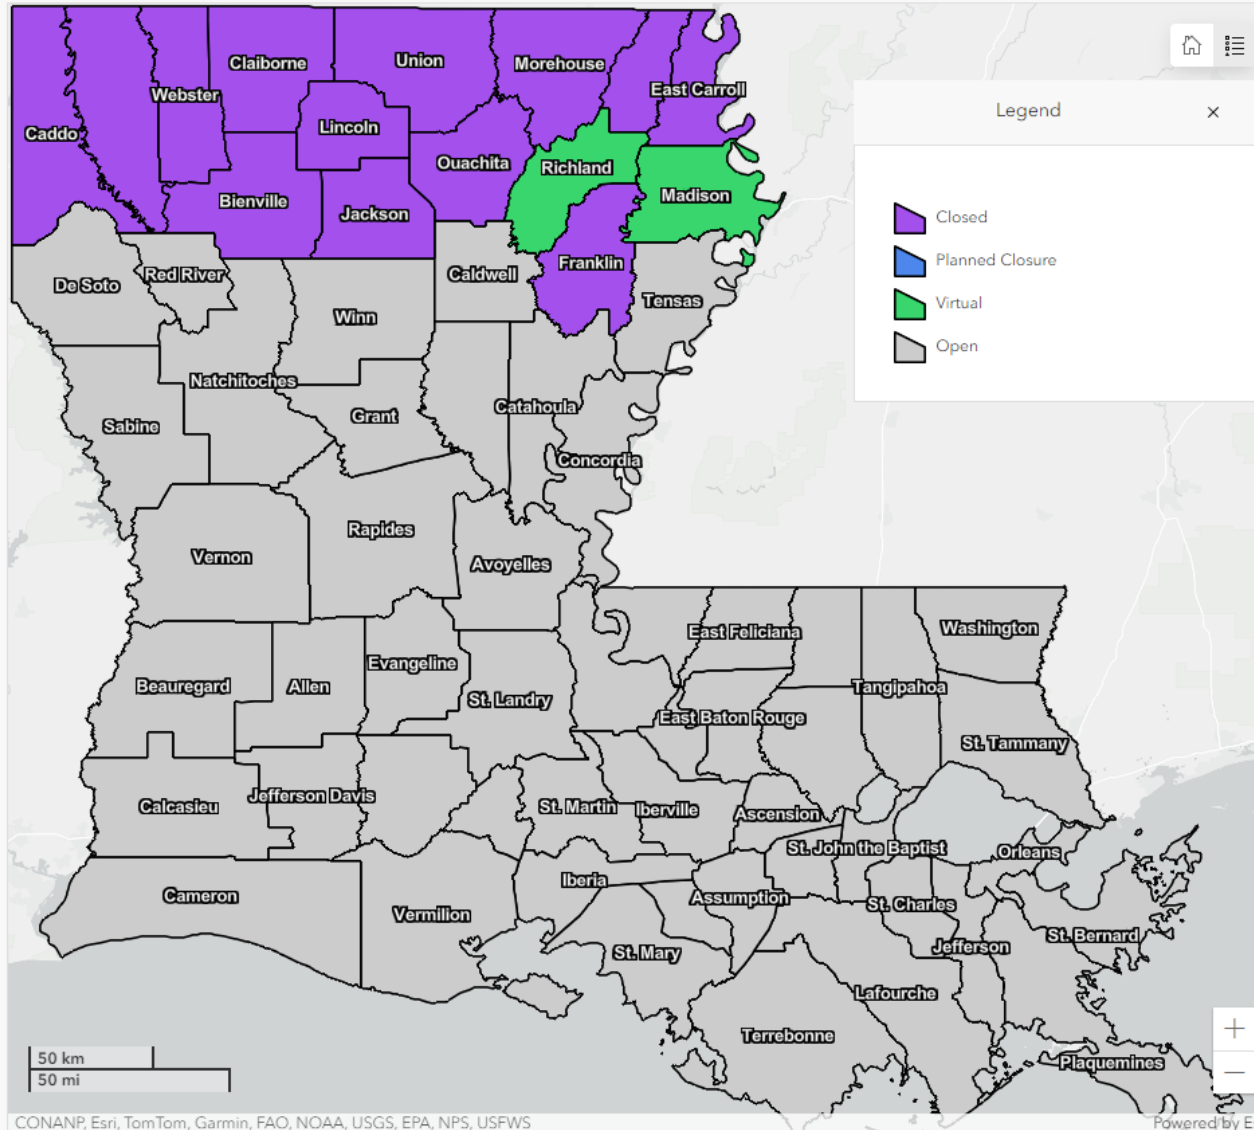 Legend
Closed
Planned Closure
Virtual
Open
Claiborne
Union
Morehouse
East Carroll
Webster
Caddo
Lincoln
Ouachita
Richland
Madison
Bienville
Jackson
Franklin
De Soto
Red River
Caldwell
Tensas
Winn
Natchitoches
Grant
Catahoula
Sabine
Concordia
Rapides
Vernon
Avoyelles
East Feliciana
Washington
Evangeline
Beauregard
Allen
St. Landry
Tangipahoa
East Baton Rouge
St. Tammany
Jefferson Davis
Calcasieu
St. Martin
Iberville
Ascension
St. John the Baptist
Orleans
Iberia
Cameron
Assumption
St. Charles
Vermilion
St. Bernard
Jefferson
St. Mary
Lafourche
Terrebonne
Plaquemines
50 km
50 mi
CONANP, Esri, TomTom, Garmin, FAO, NOAA, USGS, EPA, NPS, USFWS
Powered by E